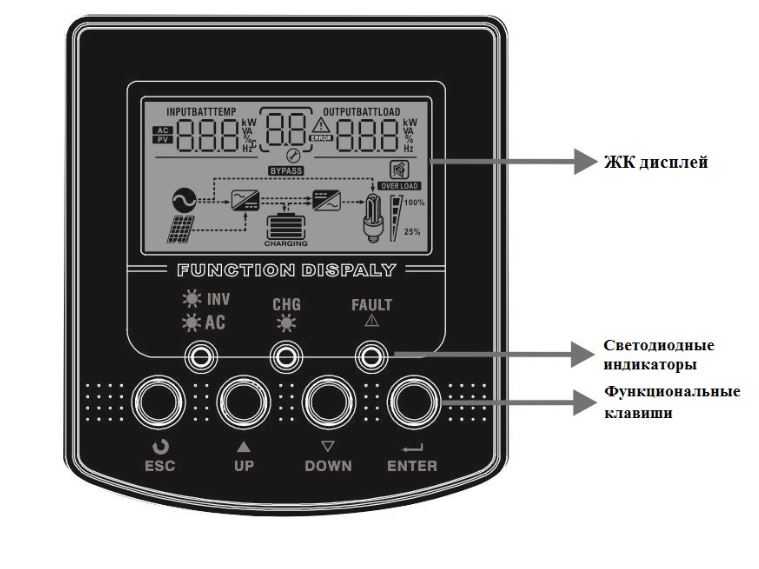 INPUTBATTTEMP
OUTPUTBATTLOAD
AC
PV
888
kW
VA
%
Hz
°C
88
ERROR
888
kW
VA
%
Hz
BYPASS
OVER LOAD
100%
25%
CHARGING
ЖК дисплей
FUNCTION DISPALY
INV
AC
CHG
FAULT
Светодиодные
индикаторы
Функциональные
клавиши
ESC
UP
DOWN
ENTER